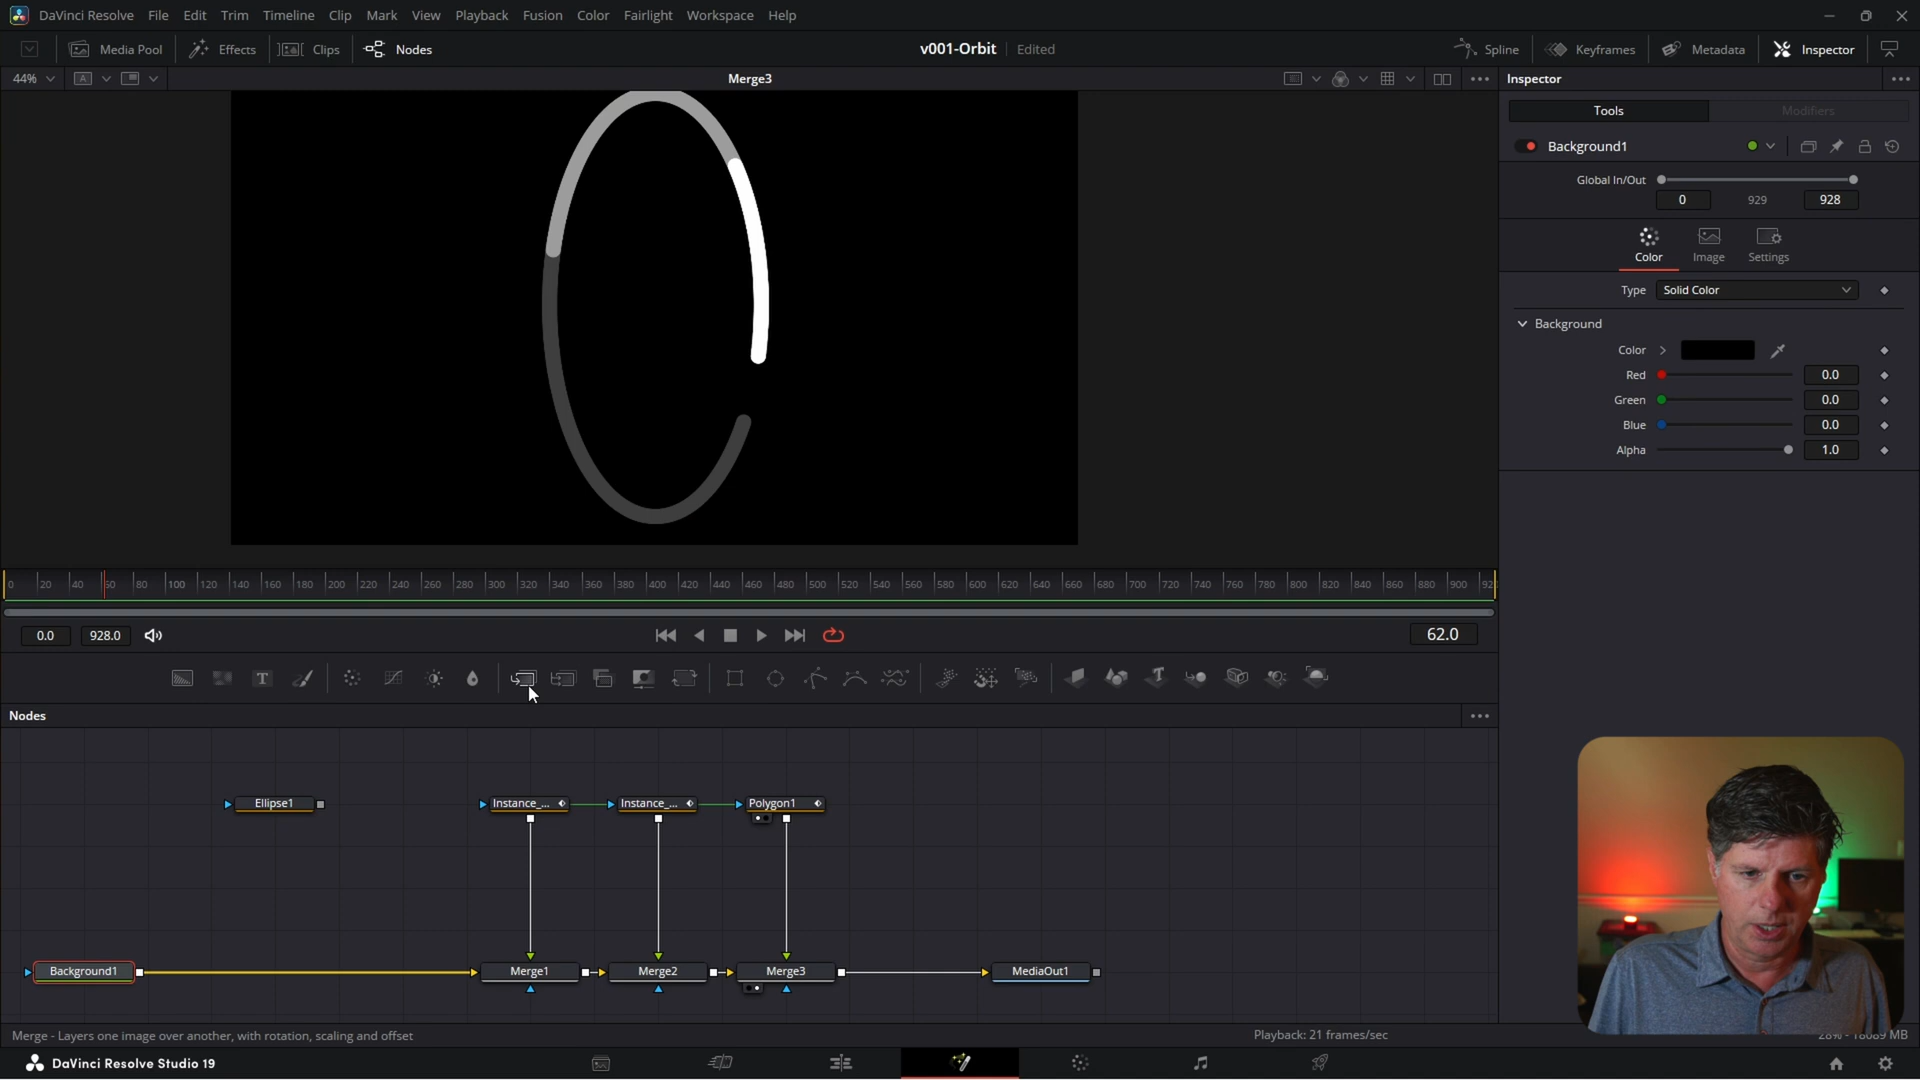 DaVinci Resolve File Edit Trim Timeline Clip Mark View Playback Fusion Color Fairlight Workspace Help
Media Pool Effects Clips Nodes v001-Orbit Edited Spline Keyframes Metadata Inspector
44% A Merge3 Inspector
Tools Modifiers
Background1
Global In/Out
0 929 928
Color Image Settings
Type Solid Color
Background
Color
Red 0.0
Green 0.0
Blue 0.0
Alpha 1.0
0 20 40 60 80 100 120 140 160 180 200 220 240 260 280 300 320 340 360 380 400 420 440 460 480 500 520 540 560 580 600 620 640 660 680 700 720 740 760 780 800 820 840 860 880 900 92
0.0 928.0 62.0
T T
Nodes
Ellipse1 Instance_... Instance_... Polygon1
Background1 Merge1 Merge2 Merge3 MediaOut1
Merge - Layers one image over another, with rotation, scaling and offset Playback: 21 frames/sec 28% - 18089 MB
DaVinci Resolve Studio 19